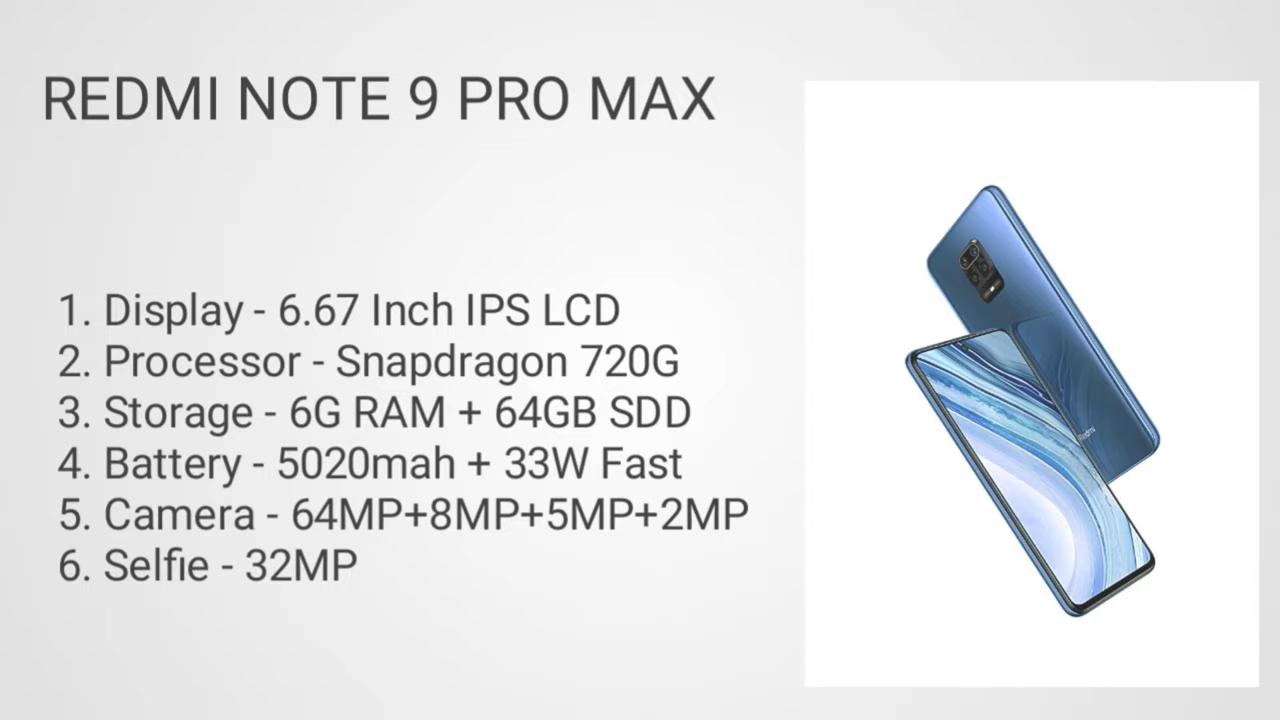 REDMI NOTE 9 PRO MAX
1. Display - 6.67 Inch IPS LCD
2. Processor - Snapdragon 720G
3. Storage - 6G RAM + 64GB SDD
4. Battery - 5020mah + 33W Fast
5. Camera - 64MP+8MP+5MP+2MP
6. Selfie - 32MP
Redmi